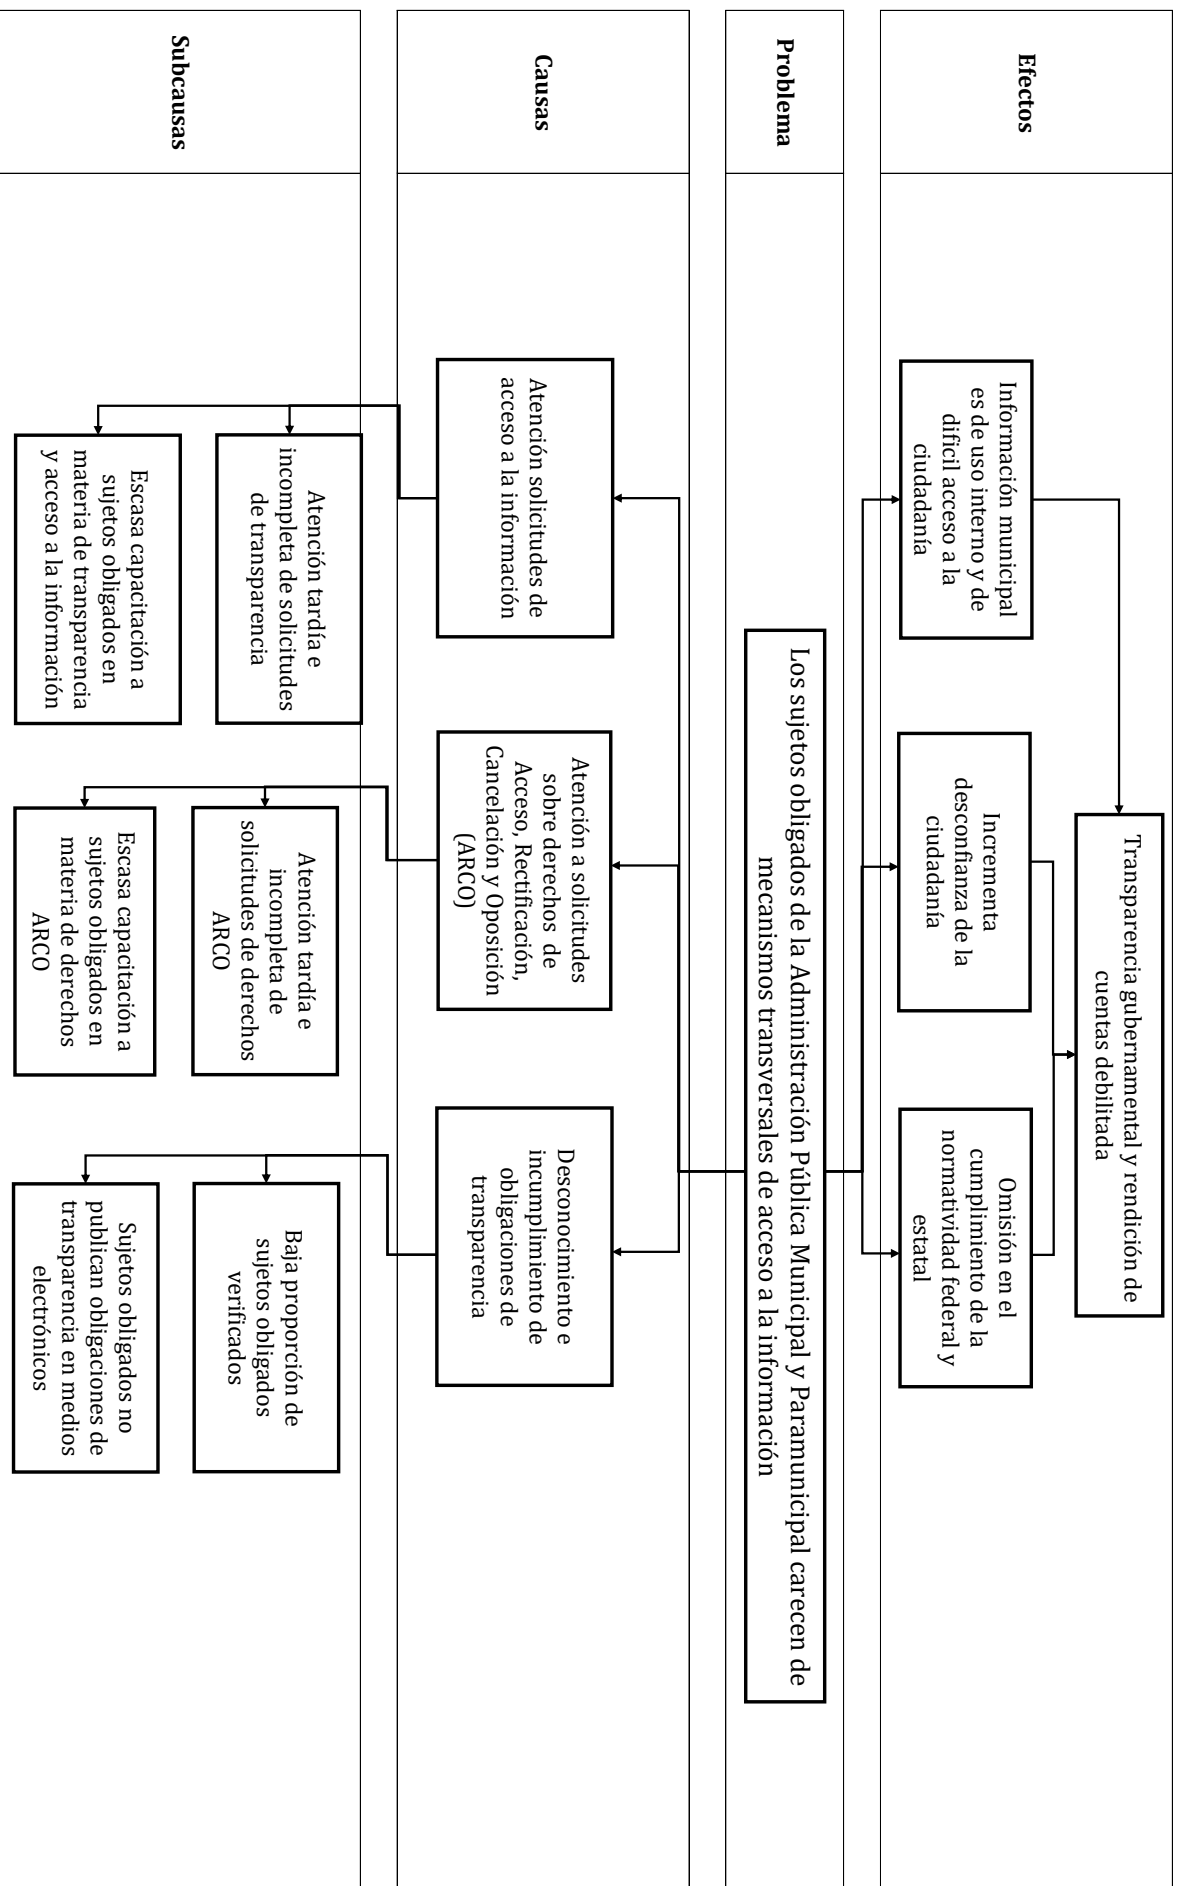 Efectos
Transparencia gubernamental y rendición de
cuentas debilitada
Información municipal
es de uso interno y de
dificil acceso a la
ciudadanía
Incrementa
desconfianza de la
ciudadanía
Omisión en el
cumplimiento de la
normatividad federal y
estatal
Problema
Los sujetos obligados de la Administración Pública Municipal y Paramunicipal carecen de
mecanismos transversales de acceso a la información
Causas
Atención solicitudes de
acceso a la información
Atención a solicitudes
sobre derechos de
Acceso, Rectificación,
Cancelación y Oposición
(ARCO)
Desconocimiento e
incumplimiento de
obligaciones de
transparencia
Subcausas
Atención tardía e
incompleta de solicitudes
de transparencia
Atención tardía e
incompleta de
solicitudes de derechos
ARCO
Baja proporción de
sujetos obligados
verificados
Escasa capacitación a
sujetos obligados en
materia de transparencia
y acceso a la información
Escasa capacitación a
sujetos obligados en
materia de derechos
ARCO
Sujetos obligados no
publican obligaciones de
transparencia en medios
electrónicos